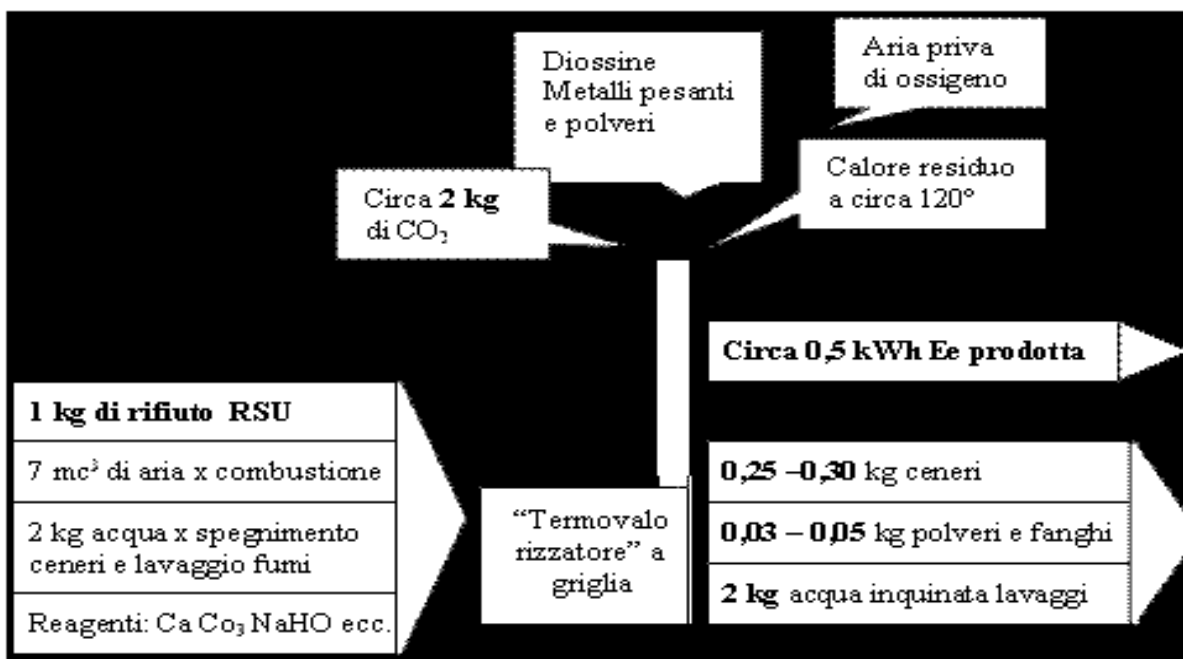 Aria priva
di ossigeno
Diossine
Metalli pesanti
e polveri
Calore residuo
a circa 120°
Circa 2 kg
di CO₂
Circa 0,5 kWh Ee prodotta
1 kg di rifiuto RSU
7 mc³ di aria x combustione
2 kg acqua x spegnimento
ceneri e lavaggio fumi
Reagenti: Ca Co₃ NaHO ecc.
“Termovalo
rizzatore” a
griglia
0,25 –0,30 kg ceneri
0,03 – 0,05 kg polveri e fanghi
2 kg acqua inquinata lavaggi